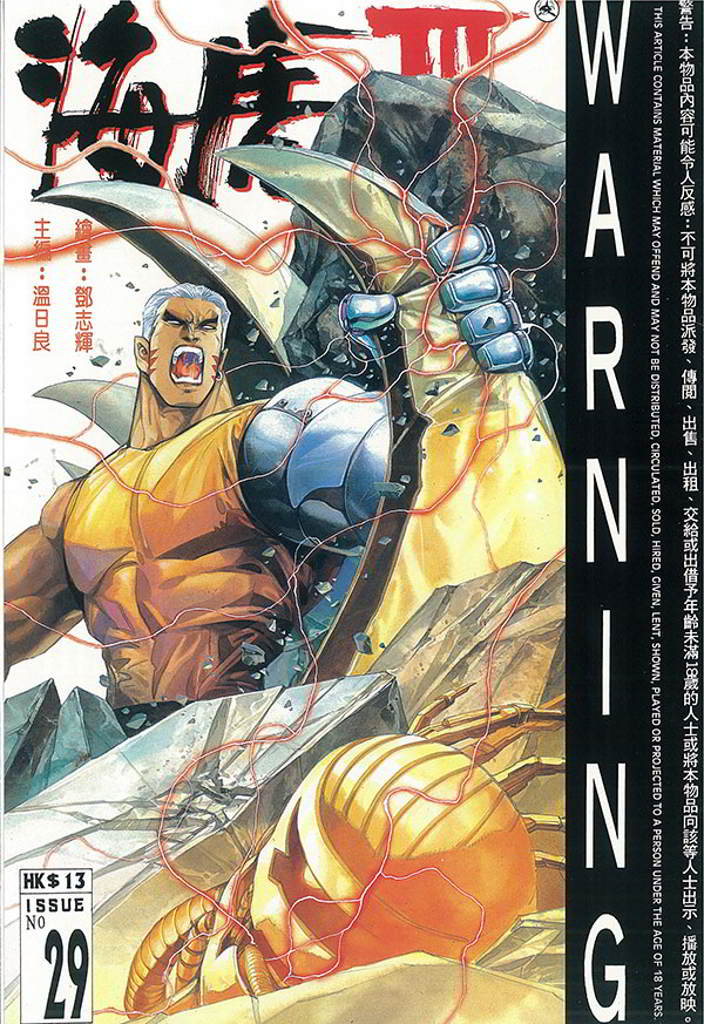 海虎 III
繪畫：鄧志輝
主編：溫日良
HK$13
ISSUE
NO
29
WARNING
THIS ARTICLE CONTAINS MATERIAL WHICH MAY OFFEND AND MAY NOT BE DISTRIBUTED, CIRCULATED, SOLD, HIRED, GIVEN, LENT, SHOWN, PLAYED OR PROJECTED TO A PERSON UNDER THE AGE OF 18 YEARS.
警告：本物品內容可能令人反感：不可將本物品派發、傳閱、出售、出租、交給或出借予年齡未滿18歲的人士或將本物品向該等人士出示、播放或放映。